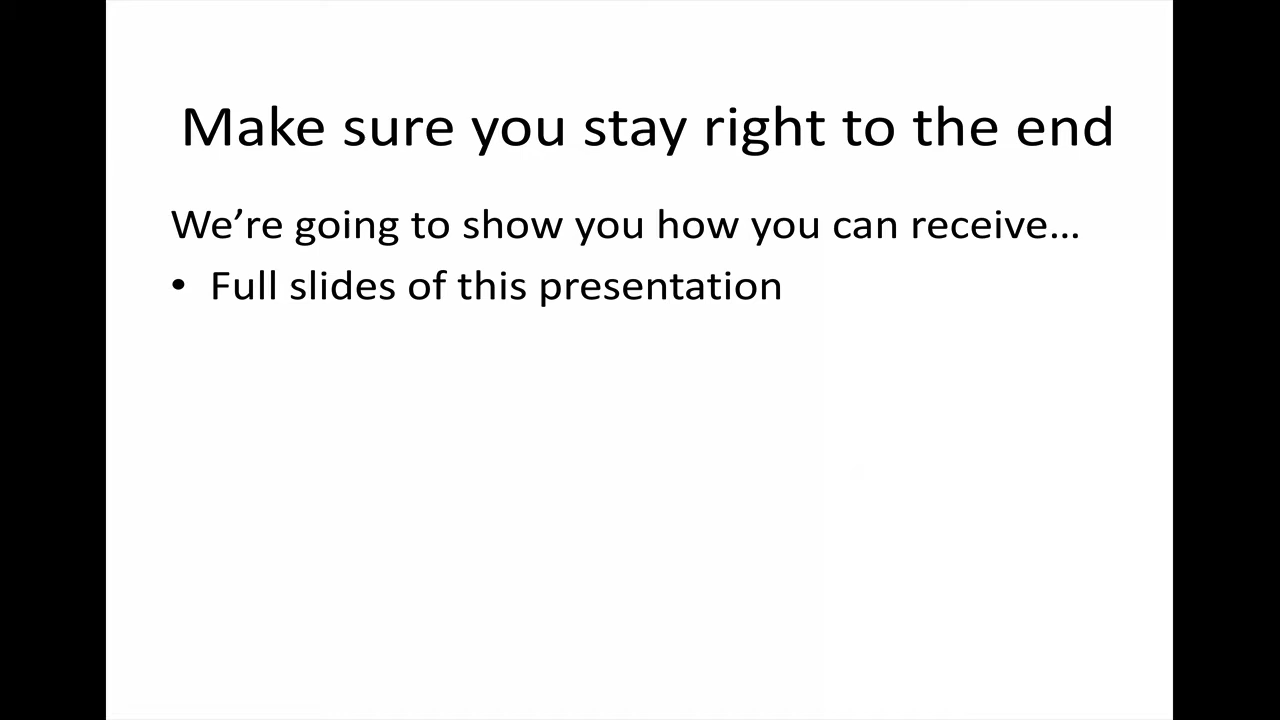 Make sure you stay right to the end
We’re going to show you how you can receive…
• Full slides of this presentation